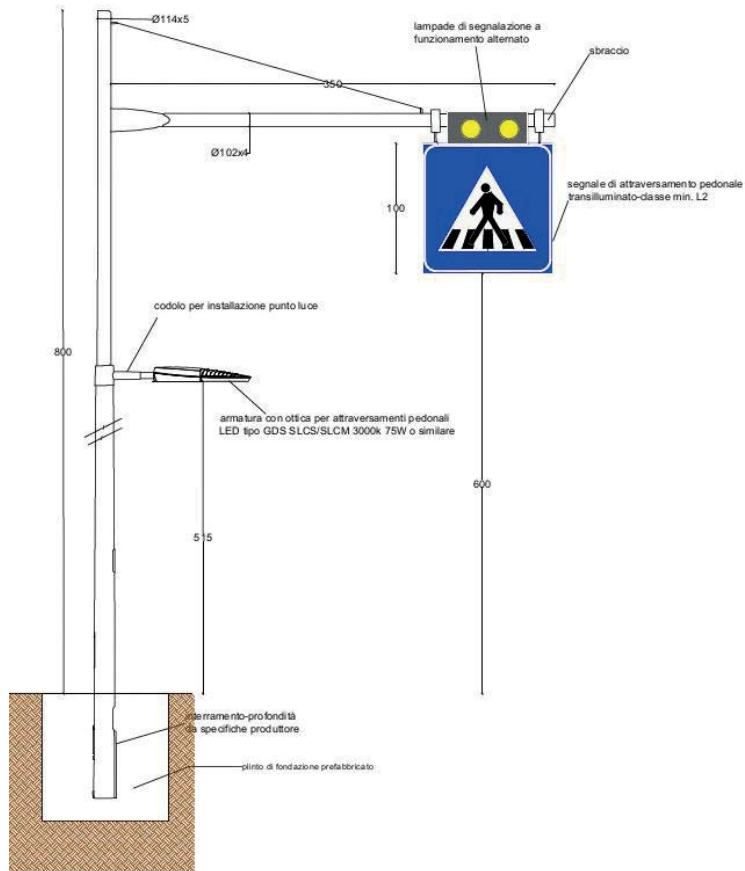 Ø114x5
lampade di segnalazione a
funzionamento alternato
sbraccio
350
Ø102x4
100
segnale di attraversamento pedonale
transilluminato-classe min. L2
codolo per installazione punto luce
800
armatura con ottica per attraversamenti pedonali
LED tipo GDS SLCS/SLCM 3000k 75W o similare
600
515
interramento-profondità
da specifiche produttore
plinto di fondazione prefabbricato